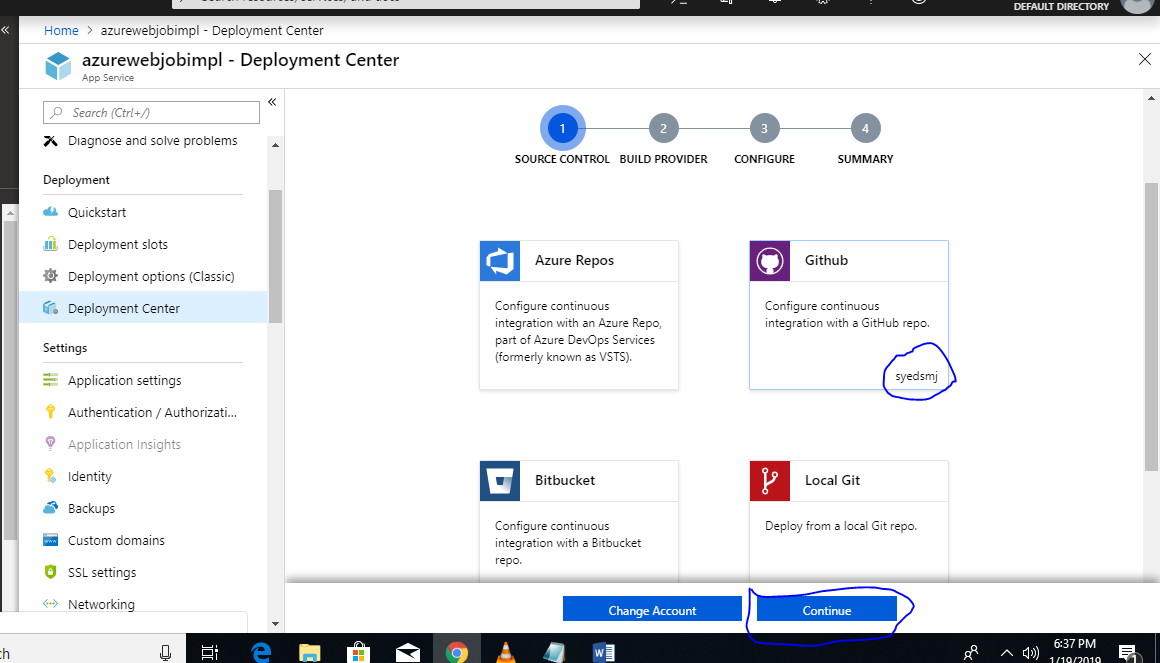 DEFAULT DIRECTORY
Home > azurewebjobimpl - Deployment Center
azurewebjobimpl - Deployment Center
App Service
Search (Ctrl+/)
Diagnose and solve problems
Deployment
Quickstart
Deployment slots
Deployment options (Classic)
Deployment Center
Settings
Application settings
Authentication / Authorizati...
Application Insights
Identity
Backups
Custom domains
SSL settings
Networking
1
2
3
4
SOURCE CONTROL
BUILD PROVIDER
CONFIGURE
SUMMARY
Azure Repos
Configure continuous
integration with an Azure Repo,
part of Azure DevOps Services
(formerly known as VSTS).
Github
Configure continuous
integration with a GitHub repo.
syedsmj
Bitbucket
Configure continuous
integration with a Bitbucket
repo.
Local Git
Deploy from a local Git repo.
Change Account
Continue
6:37 PM
1/19/2019